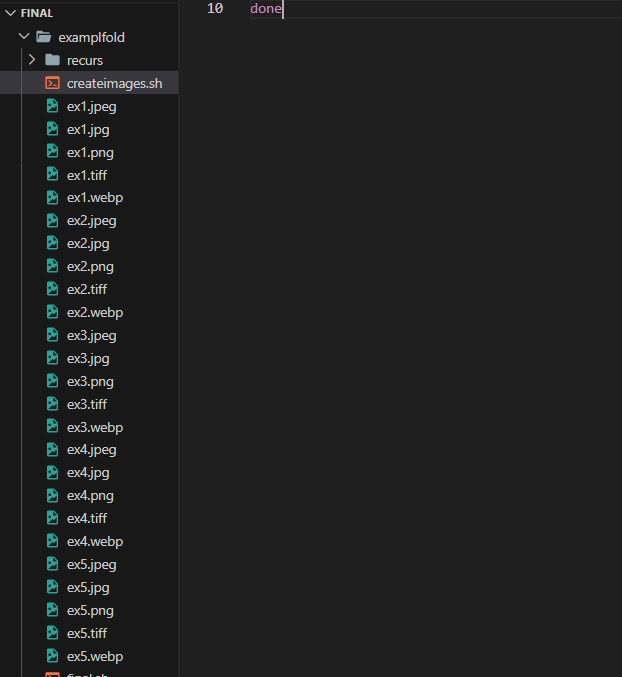 FINAL
examplfold
recurs
createimages.sh
ex1.jpeg
ex1.jpg
ex1.png
ex1.tiff
ex1.webp
ex2.jpeg
ex2.jpg
ex2.png
ex2.tiff
ex2.webp
ex3.jpeg
ex3.jpg
ex3.png
ex3.tiff
ex3.webp
ex4.jpeg
ex4.jpg
ex4.png
ex4.tiff
ex4.webp
ex5.jpeg
ex5.jpg
ex5.png
ex5.tiff
ex5.webp
final.sh
10 done